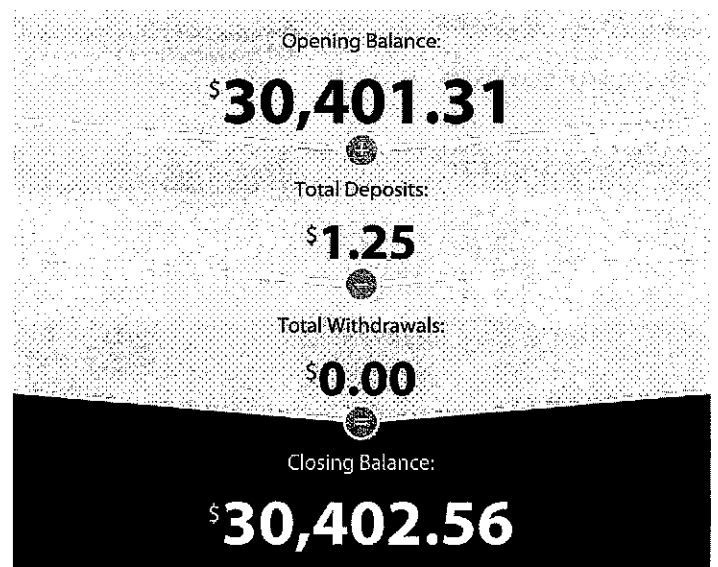 Opening Balance:
$30,401.31
+
Total Deposits:
$1.25
−
Total Withdrawals:
$0.00
=
Closing Balance:
$30,402.56